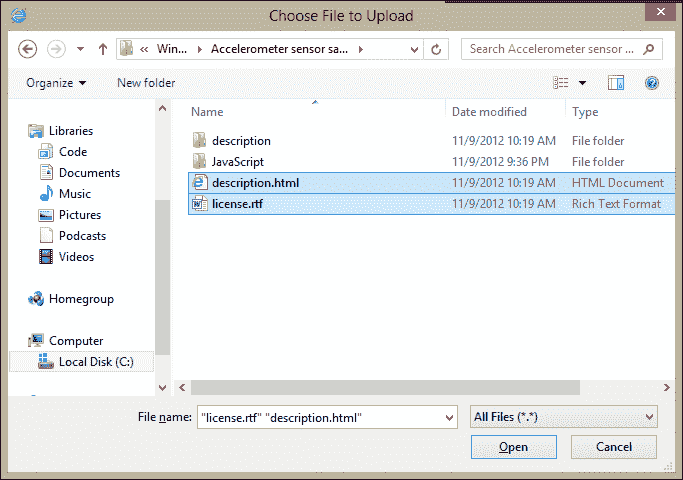 Choose File to Upload
« Win... Accelerometer sensor sa... Search Accelerometer sensor ...
Organize New folder
Name Date modified Type
Libraries
Code
Documents
Music
Pictures
Podcasts
Videos
Homegroup
Computer
Local Disk (C:)
description 11/9/2012 10:19 AM File folder
JavaScript 11/9/2012 9:36 PM File folder
description.html 11/9/2012 10:19 AM HTML Document
license.rtf 11/9/2012 10:19 AM Rich Text Format
File name: "license.rtf" "description.html" All Files (*.*)
Open Cancel